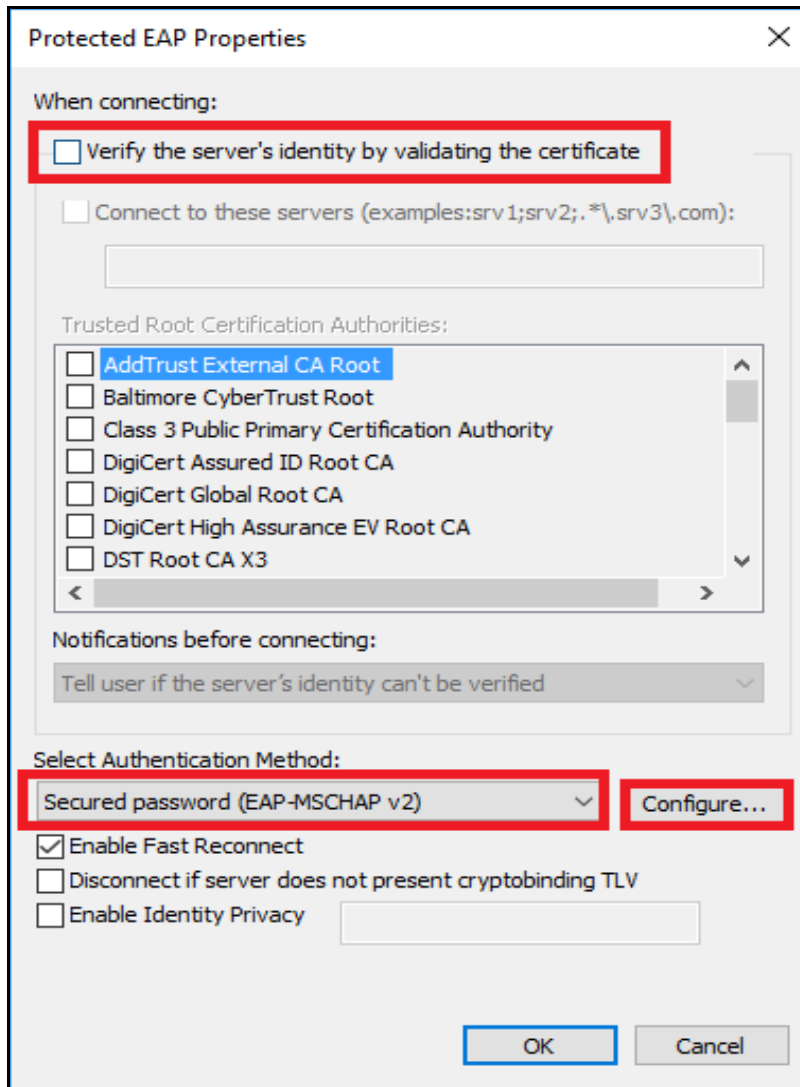 Protected EAP Properties
When connecting:
Verify the server's identity by validating the certificate
Connect to these servers (examples:srv1;srv2;.*\.srv3\.com):
Trusted Root Certification Authorities:
AddTrust External CA Root
Baltimore CyberTrust Root
Class 3 Public Primary Certification Authority
DigiCert Assured ID Root CA
DigiCert Global Root CA
DigiCert High Assurance EV Root CA
DST Root CA X3
Notifications before connecting:
Tell user if the server’s identity can't be verified
Select Authentication Method:
Secured password (EAP-MSCHAP v2) Configure...
Enable Fast Reconnect
Disconnect if server does not present cryptobinding TLV
Enable Identity Privacy
OK Cancel